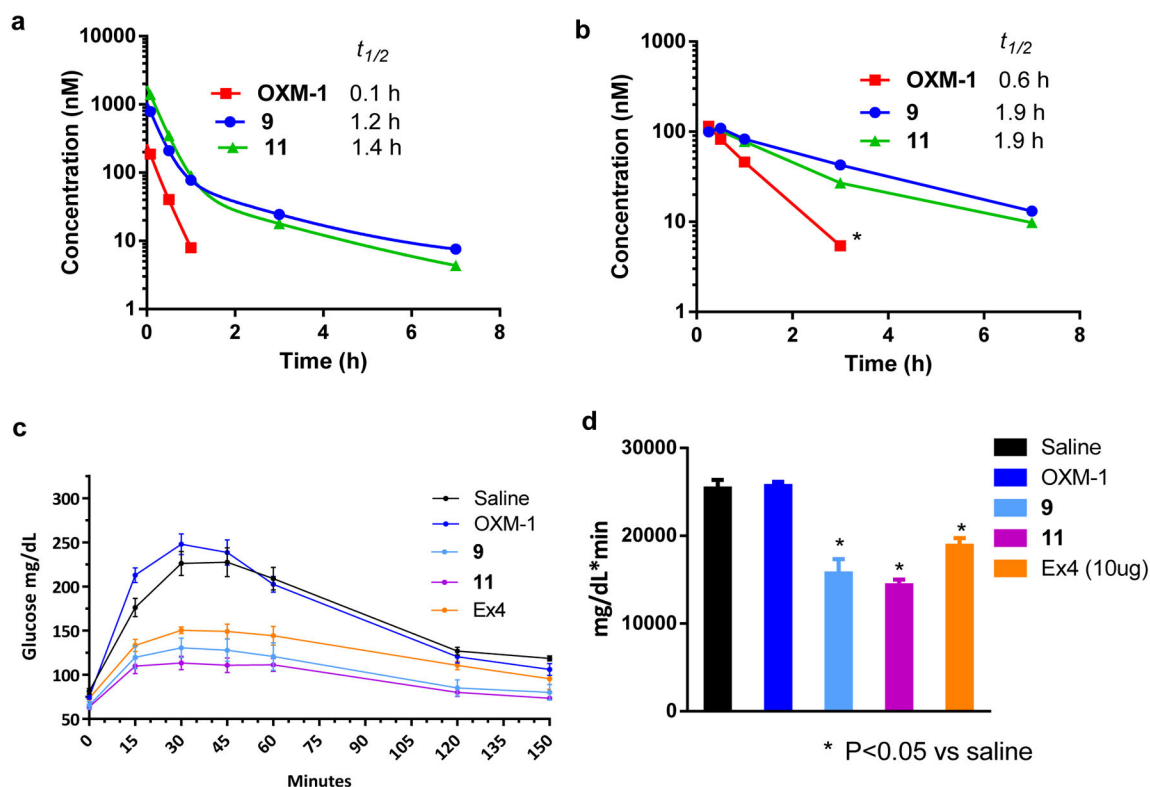 a
t1/2
OXM-1 0.1 h
9 1.2 h
11 1.4 h
Concentration (nM)
10000
1000
100
10
1
0 2 4 6 8
Time (h)
b
t1/2
OXM-1 0.6 h
9 1.9 h
11 1.9 h
Concentration (nM)
1000
100
10
1
*
0 2 4 6 8
Time (h)
c
Glucose mg/dL
300
250
200
150
100
50
Saline
OXM-1
9
11
Ex4
0 15 30 45 60 75 90 105 120 135 150
Minutes
d
mg/dL*min
30000
20000
10000
0
* * *
Saline
OXM-1
9
11
Ex4 (10ug)
* P<0.05 vs saline